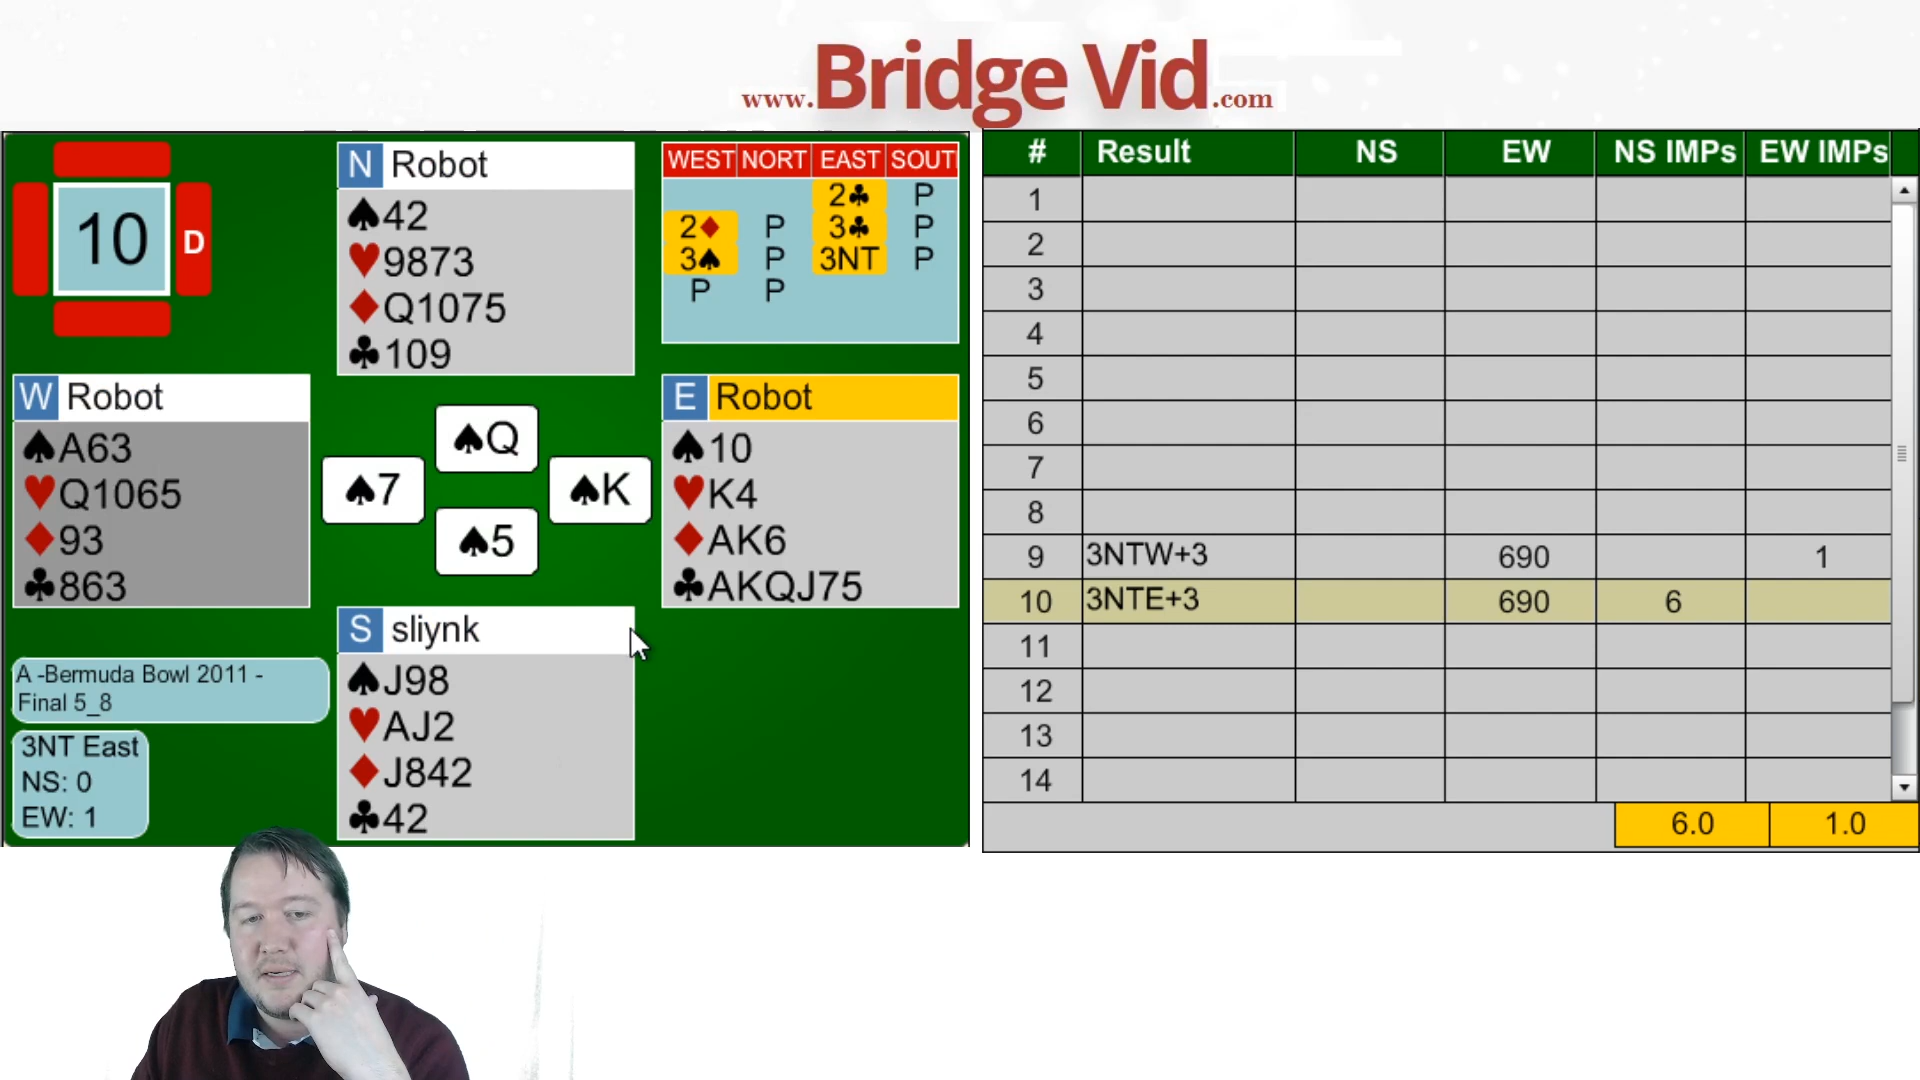 www.Bridge Vid.com
10
D
N Robot
♠42
♥9873
♦Q1075
♣109
WEST NORT EAST SOUT
2♣ P
2♦ P 3♣ P
3♠ P 3NT P
P P
W Robot
♠A63
♥Q1065
♦93
♣863
♠Q
♠7
♠K
♠5
E Robot
♠10
♥K4
♦AK6
♣AKQJ75
S sliynk
♠J98
♥AJ2
♦J842
♣42
A -Bermuda Bowl 2011 -
Final 5_8
3NT East
NS: 0
EW: 1
# Result NS EW NS IMPs EW IMPs
1
2
3
4
5
6
7
8
9 3NTW+3 690 1
10 3NTE+3 690 6
11
12
13
14
6.0 1.0